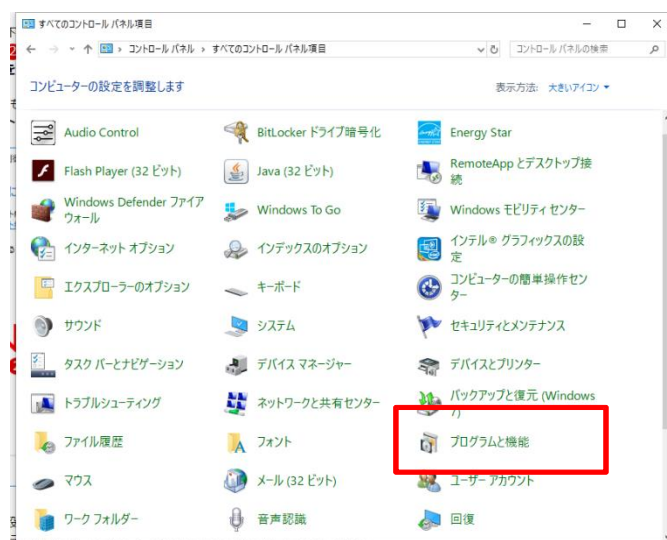 すべてのコントロール パネル項目
コントロール パネル › すべてのコントロール パネル項目
コントロール パネルの検索
コンピューターの設定を調整します
表示方法: 大きいアイコン
Audio Control
BitLocker ドライブ暗号化
Energy Star
Flash Player (32 ビット)
Java (32 ビット)
RemoteApp とデスクトップ接
続
Windows Defender ファイア
ウォール
Windows To Go
Windows モビリティ センター
インターネット オプション
インデックスのオプション
インテル® グラフィックスの設
定
エクスプローラーのオプション
キーボード
コンピューターの簡単操作セン
ター
サウンド
システム
セキュリティとメンテナンス
タスク バーとナビゲーション
デバイス マネージャー
デバイスとプリンター
トラブルシューティング
ネットワークと共有センター
バックアップと復元 (Windows
7)
ファイル履歴
フォント
プログラムと機能
マウス
メール (32 ビット)
ユーザー アカウント
ワーク フォルダー
音声認識
回復